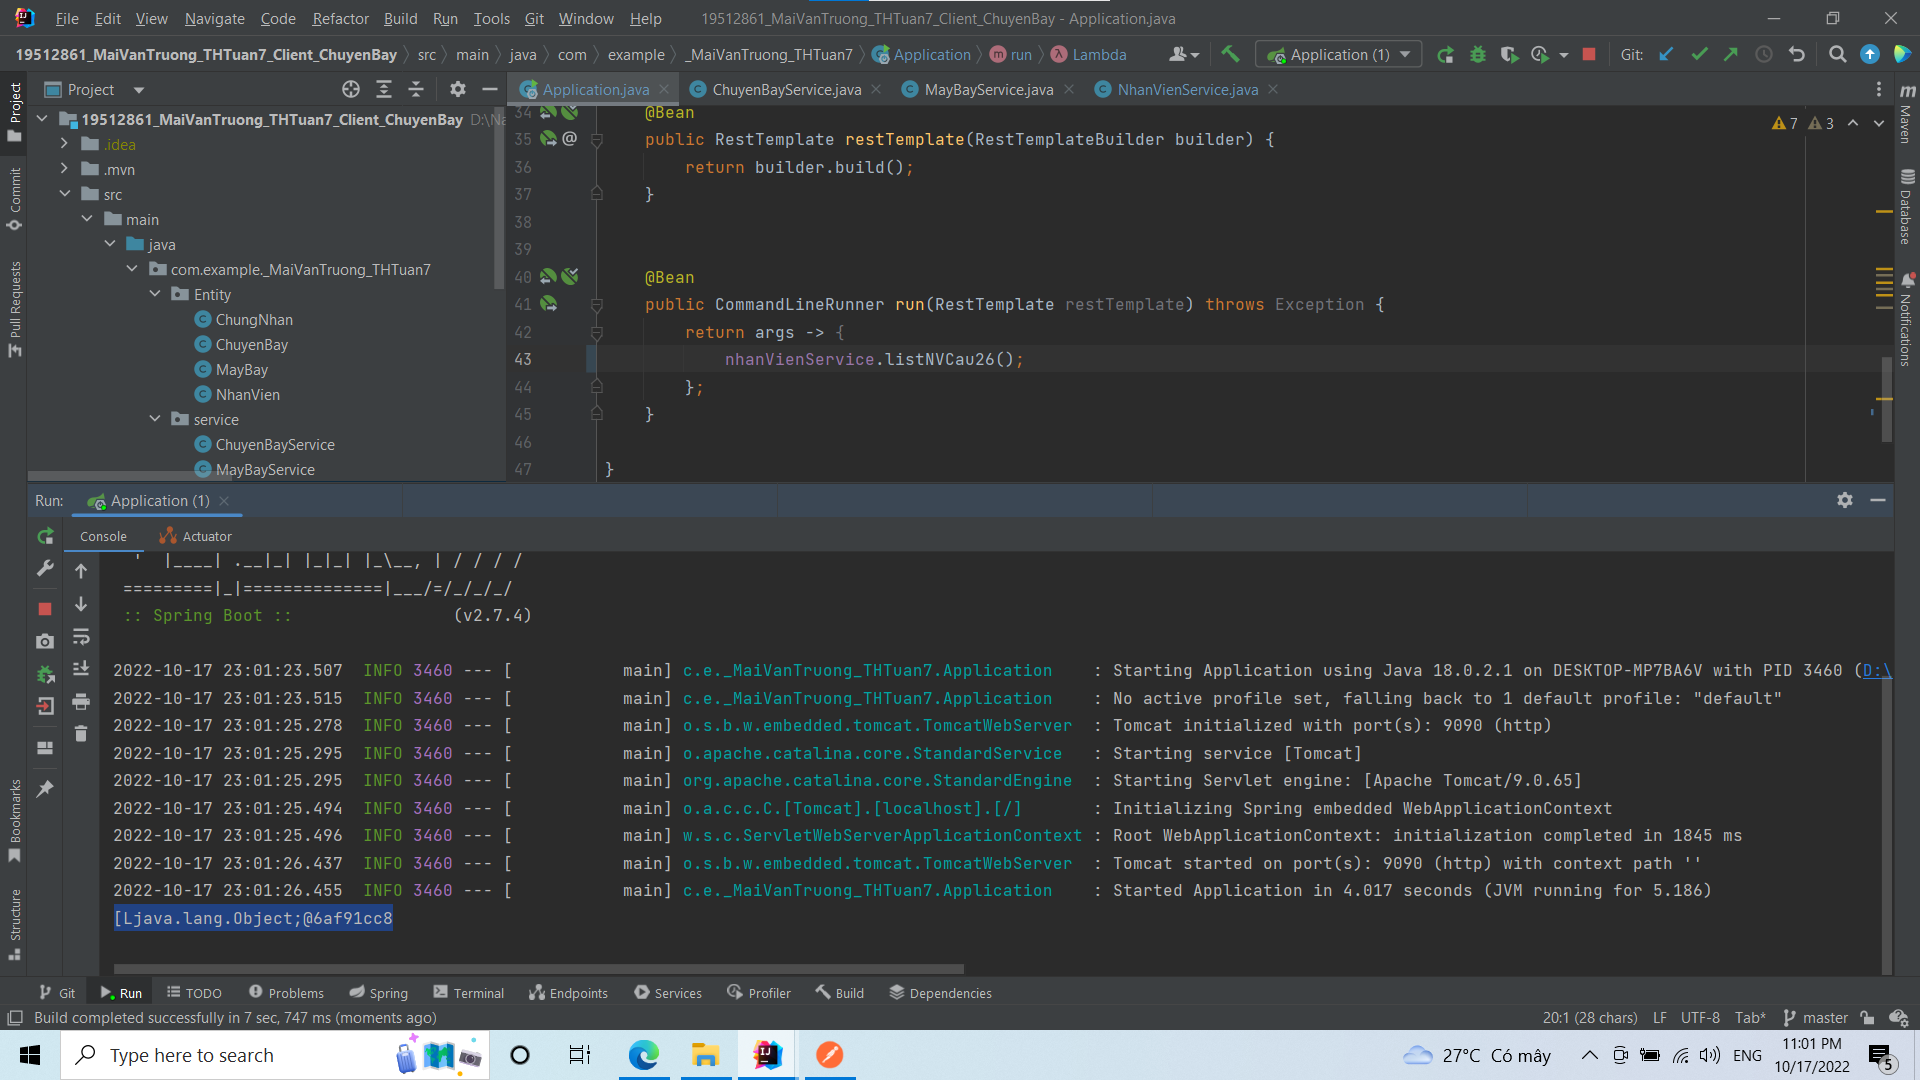 File Edit View Navigate Code Refactor Build Run Tools Git Window Help 19512861_MaiVanTruong_THTuan7_Client_ChuyenBay - Application.java
19512861_MaiVanTruong_THTuan7_Client_ChuyenBay src main java com example _MaiVanTruong_THTuan7 Application run Lambda Application (1) Git:
Project
Application.java ChuyenBayService.java MayBayService.java NhanVienService.java
19512861_MaiVanTruong_THTuan7_Client_ChuyenBay D:\Na
.idea
.mvn
src
main
java
com.example._MaiVanTruong_THTuan7
Entity
ChungNhan
ChuyenBay
MayBay
NhanVien
service
ChuyenBayService
MayBayService
7 3
34 @Bean
35 @ public RestTemplate restTemplate(RestTemplateBuilder builder) {
36 return builder.build();
37 }
38
39
40 @Bean
41 public CommandLineRunner run(RestTemplate restTemplate) throws Exception {
42 return args -> {
43 nhanVienService.listNVCau26();
44 };
45 }
46
47 }
Project
Commit
Pull Requests
Bookmarks
Structure
Maven
Database
Notifications
Run: Application (1)
Console Actuator
'  |____| .__|_| |_|_| |_\__, | / / / /
=========|_|==============|___/=/_/_/_/
:: Spring Boot :: (v2.7.4)
2022-10-17 23:01:23.507 INFO 3460 --- [ main] c.e._MaiVanTruong_THTuan7.Application : Starting Application using Java 18.0.2.1 on DESKTOP-MP7BA6V with PID 3460 (D:\
2022-10-17 23:01:23.515 INFO 3460 --- [ main] c.e._MaiVanTruong_THTuan7.Application : No active profile set, falling back to 1 default profile: "default"
2022-10-17 23:01:25.278 INFO 3460 --- [ main] o.s.b.w.embedded.tomcat.TomcatWebServer : Tomcat initialized with port(s): 9090 (http)
2022-10-17 23:01:25.295 INFO 3460 --- [ main] o.apache.catalina.core.StandardService : Starting service [Tomcat]
2022-10-17 23:01:25.295 INFO 3460 --- [ main] org.apache.catalina.core.StandardEngine : Starting Servlet engine: [Apache Tomcat/9.0.65]
2022-10-17 23:01:25.494 INFO 3460 --- [ main] o.a.c.c.C.[Tomcat].[localhost].[/] : Initializing Spring embedded WebApplicationContext
2022-10-17 23:01:25.496 INFO 3460 --- [ main] w.s.c.ServletWebServerApplicationContext : Root WebApplicationContext: initialization completed in 1845 ms
2022-10-17 23:01:26.437 INFO 3460 --- [ main] o.s.b.w.embedded.tomcat.TomcatWebServer : Tomcat started on port(s): 9090 (http) with context path ''
2022-10-17 23:01:26.455 INFO 3460 --- [ main] c.e._MaiVanTruong_THTuan7.Application : Started Application in 4.017 seconds (JVM running for 5.186)
[Ljava.lang.Object;@6af91cc8
Git Run TODO Problems Spring Terminal Endpoints Services Profiler Build Dependencies
Build completed successfully in 7 sec, 747 ms (moments ago) 20:1 (28 chars) LF UTF-8 Tab* master
Type here to search 27°C Có mây ENG 11:01 PM
10/17/2022 5